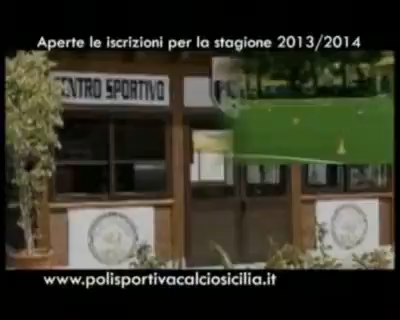 Aperte le iscrizioni per la stagione 2013/2014
CENTRO SPORTIVO
www.polisportivacalciosicilia.it